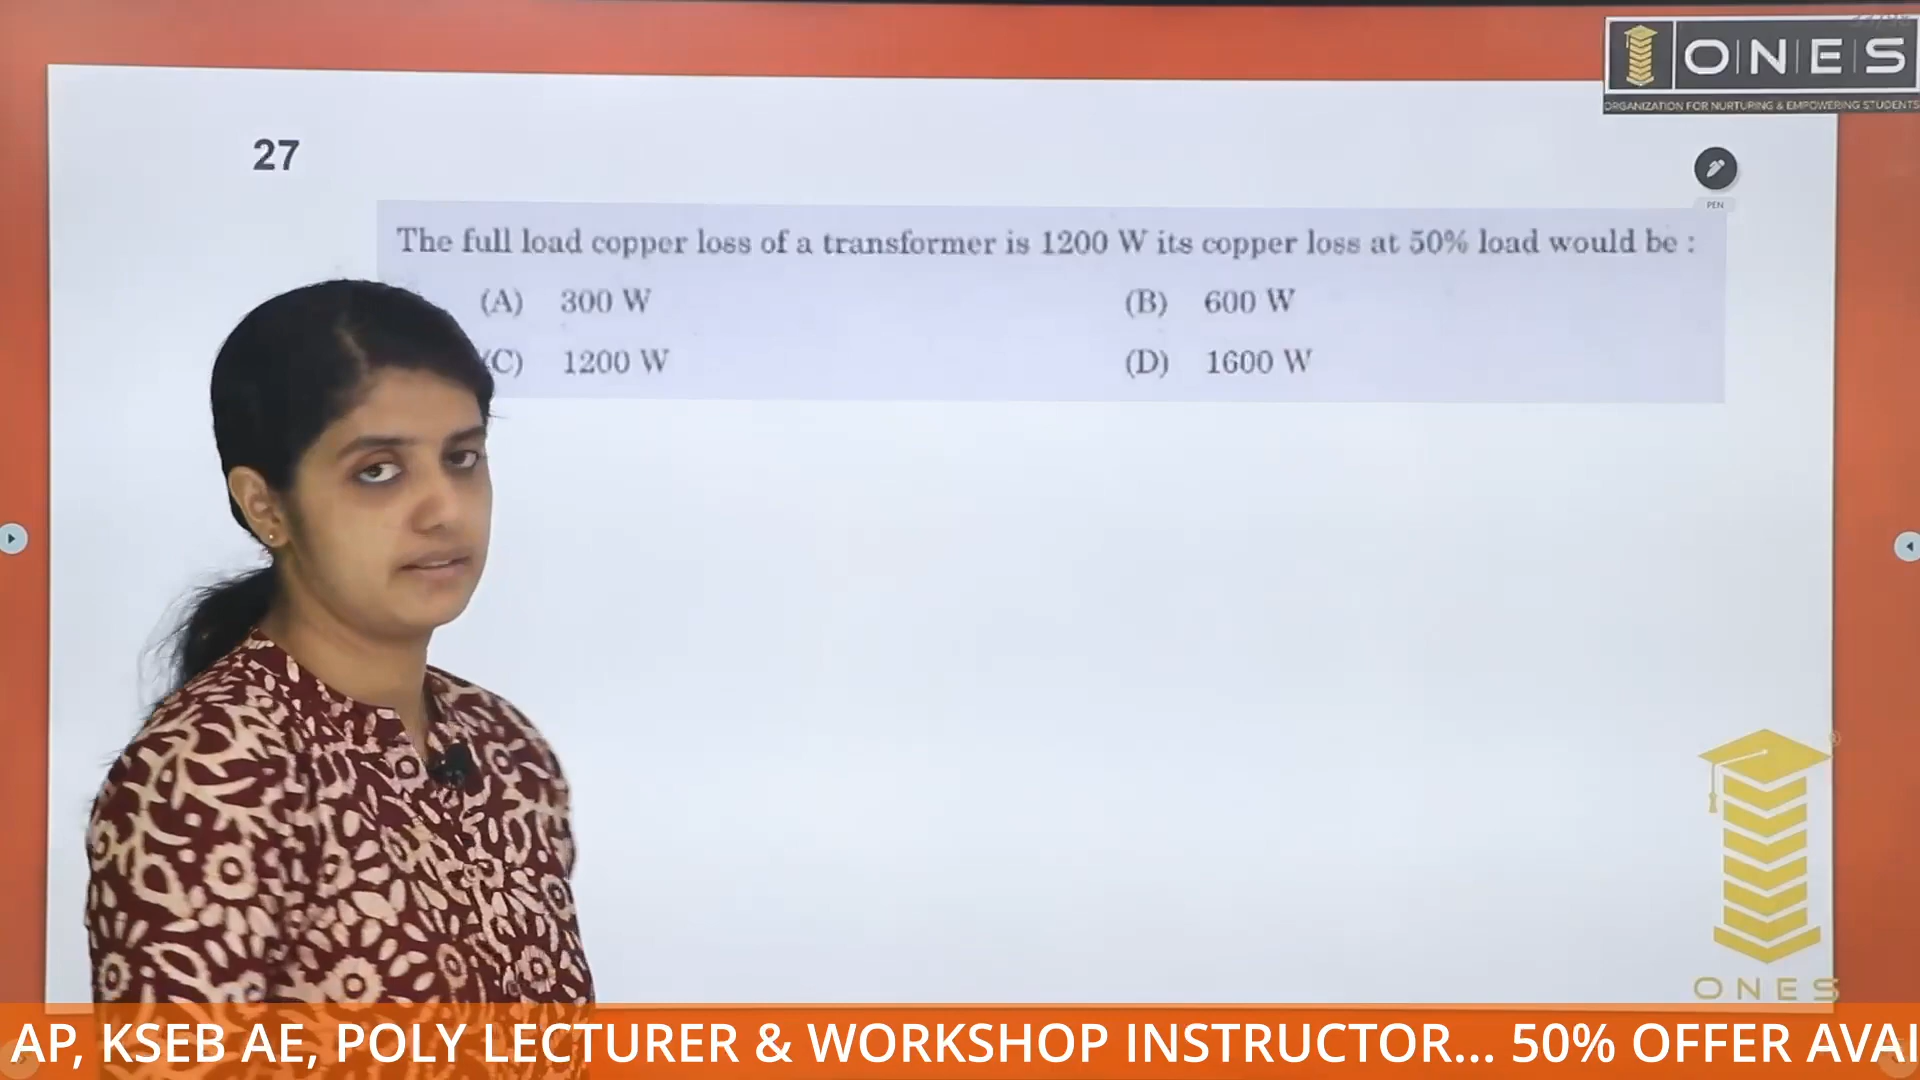 O|N|E|S
ORGANIZATION FOR NURTURING & EMPOWERING STUDENTS
27
PEN
The full load copper loss of a transformer is 1200 W its copper loss at 50% load would be :
(A) 300 W (B) 600 W
(C) 1200 W (D) 1600 W
ONES
AP, KSEB AE, POLY LECTURER & WORKSHOP INSTRUCTOR... 50% OFFER AVAI